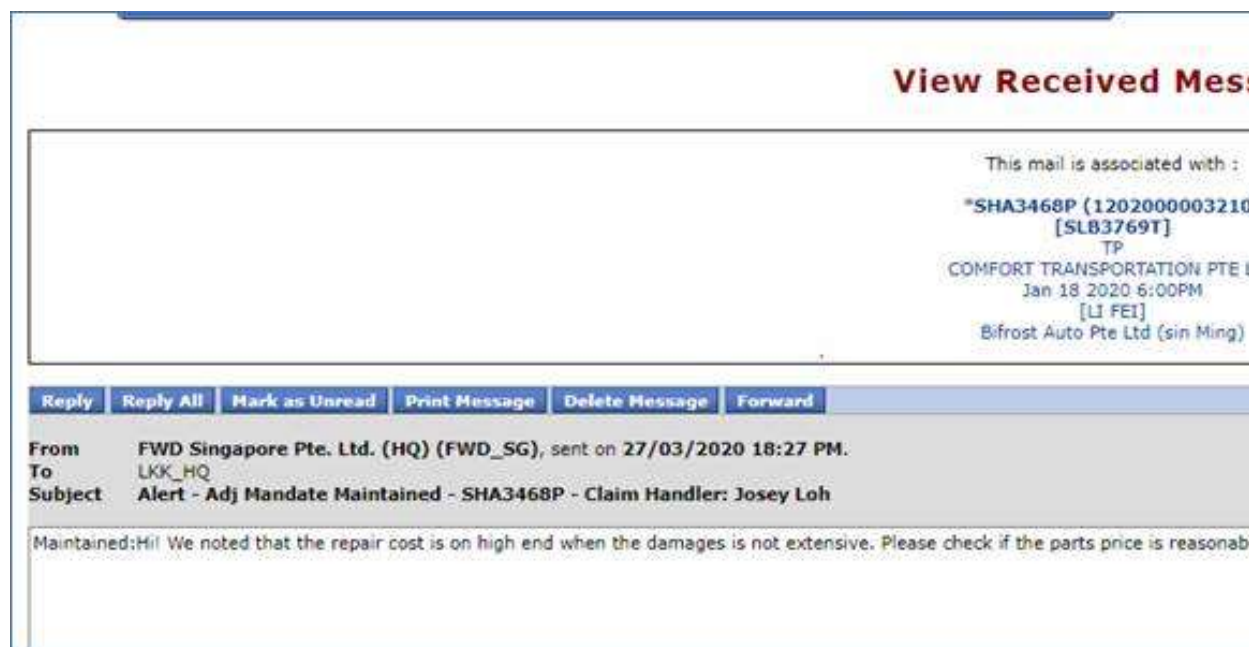 View Received Mes
This mail is associated with :
*SHA3468P (1202000003210
[SLB3769T]
TP
COMFORT TRANSPORTATION PTE L
Jan 18 2020 6:00PM
[LI FEI]
Bifrost Auto Pte Ltd (sin Ming)
Reply Reply All Mark as Unread Print Message Delete Message Forward
From FWD Singapore Pte. Ltd. (HQ) (FWD_SG), sent on 27/03/2020 18:27 PM.
To LKK_HQ
Subject Alert - Adj Mandate Maintained - SHA3468P - Claim Handler: Josey Loh
Maintained:Hi! We noted that the repair cost is on high end when the damages is not extensive. Please check if the parts price is reasonab